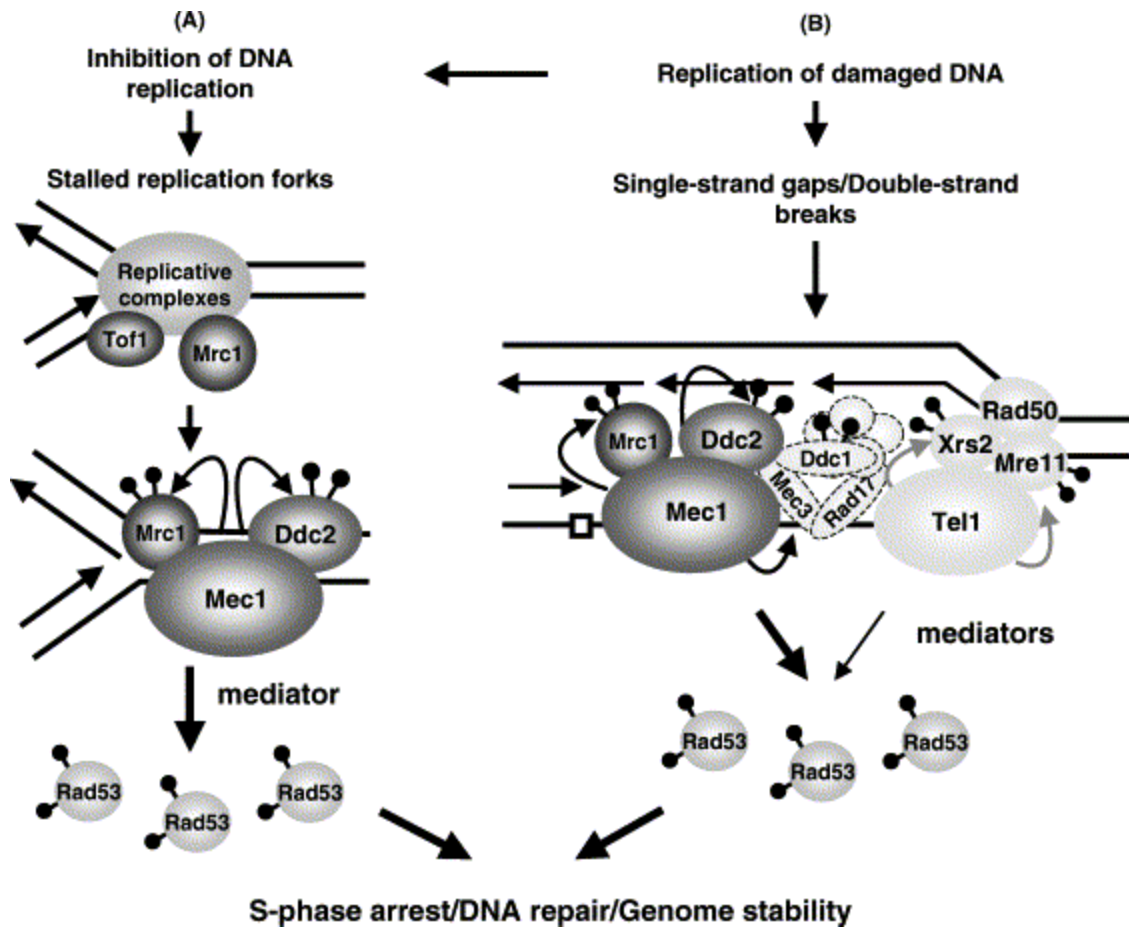 (A)
Inhibition of DNA
replication
Stalled replication forks
Replicative
complexes
Tof1
Mrc1
Mrc1
Ddc2
Mec1
mediator
Rad53
Rad53
Rad53
(B)
Replication of damaged DNA
Single-strand gaps/Double-strand
breaks
Mrc1
Ddc2
Ddc1
Mec3
Rad17
Mec1
Rad50
Xrs2
Mre11
Tel1
mediators
Rad53
Rad53
Rad53
S-phase arrest/DNA repair/Genome stability